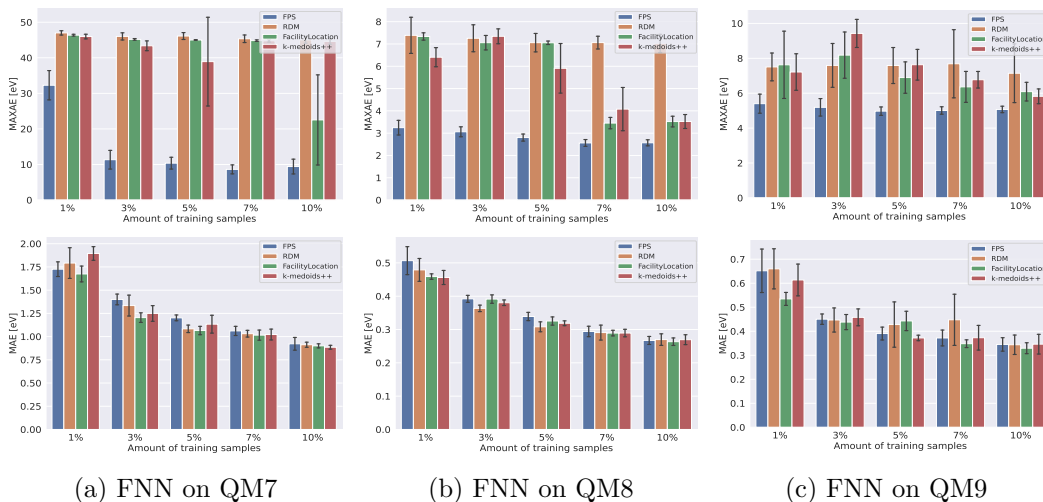 MAXAE [eV]
50
40
30
20
10
0
1%
3%
5%
7%
10%
Amount of training samples
FPS
RDM
FacilityLocation
k-medoids++
MAXAE [eV]
8
7
6
5
4
3
2
1
0
1%
3%
5%
7%
10%
Amount of training samples
FPS
RDM
FacilityLocation
k-medoids++
MAXAE [eV]
10
8
6
4
2
0
1%
3%
5%
7%
10%
Amount of training samples
FPS
RDM
FacilityLocation
k-medoids++
MAE [eV]
2.00
1.75
1.50
1.25
1.00
0.75
0.50
0.25
0.00
1%
3%
5%
7%
10%
Amount of training samples
FPS
RDM
FacilityLocation
k-medoids++
MAE [eV]
0.5
0.4
0.3
0.2
0.1
0.0
1%
3%
5%
7%
10%
Amount of training samples
FPS
RDM
FacilityLocation
k-medoids++
MAE [eV]
0.7
0.6
0.5
0.4
0.3
0.2
0.1
0.0
1%
3%
5%
7%
10%
Amount of training samples
FPS
RDM
FacilityLocation
k-medoids++
(a) FNN on QM7
(b) FNN on QM8
(c) FNN on QM9